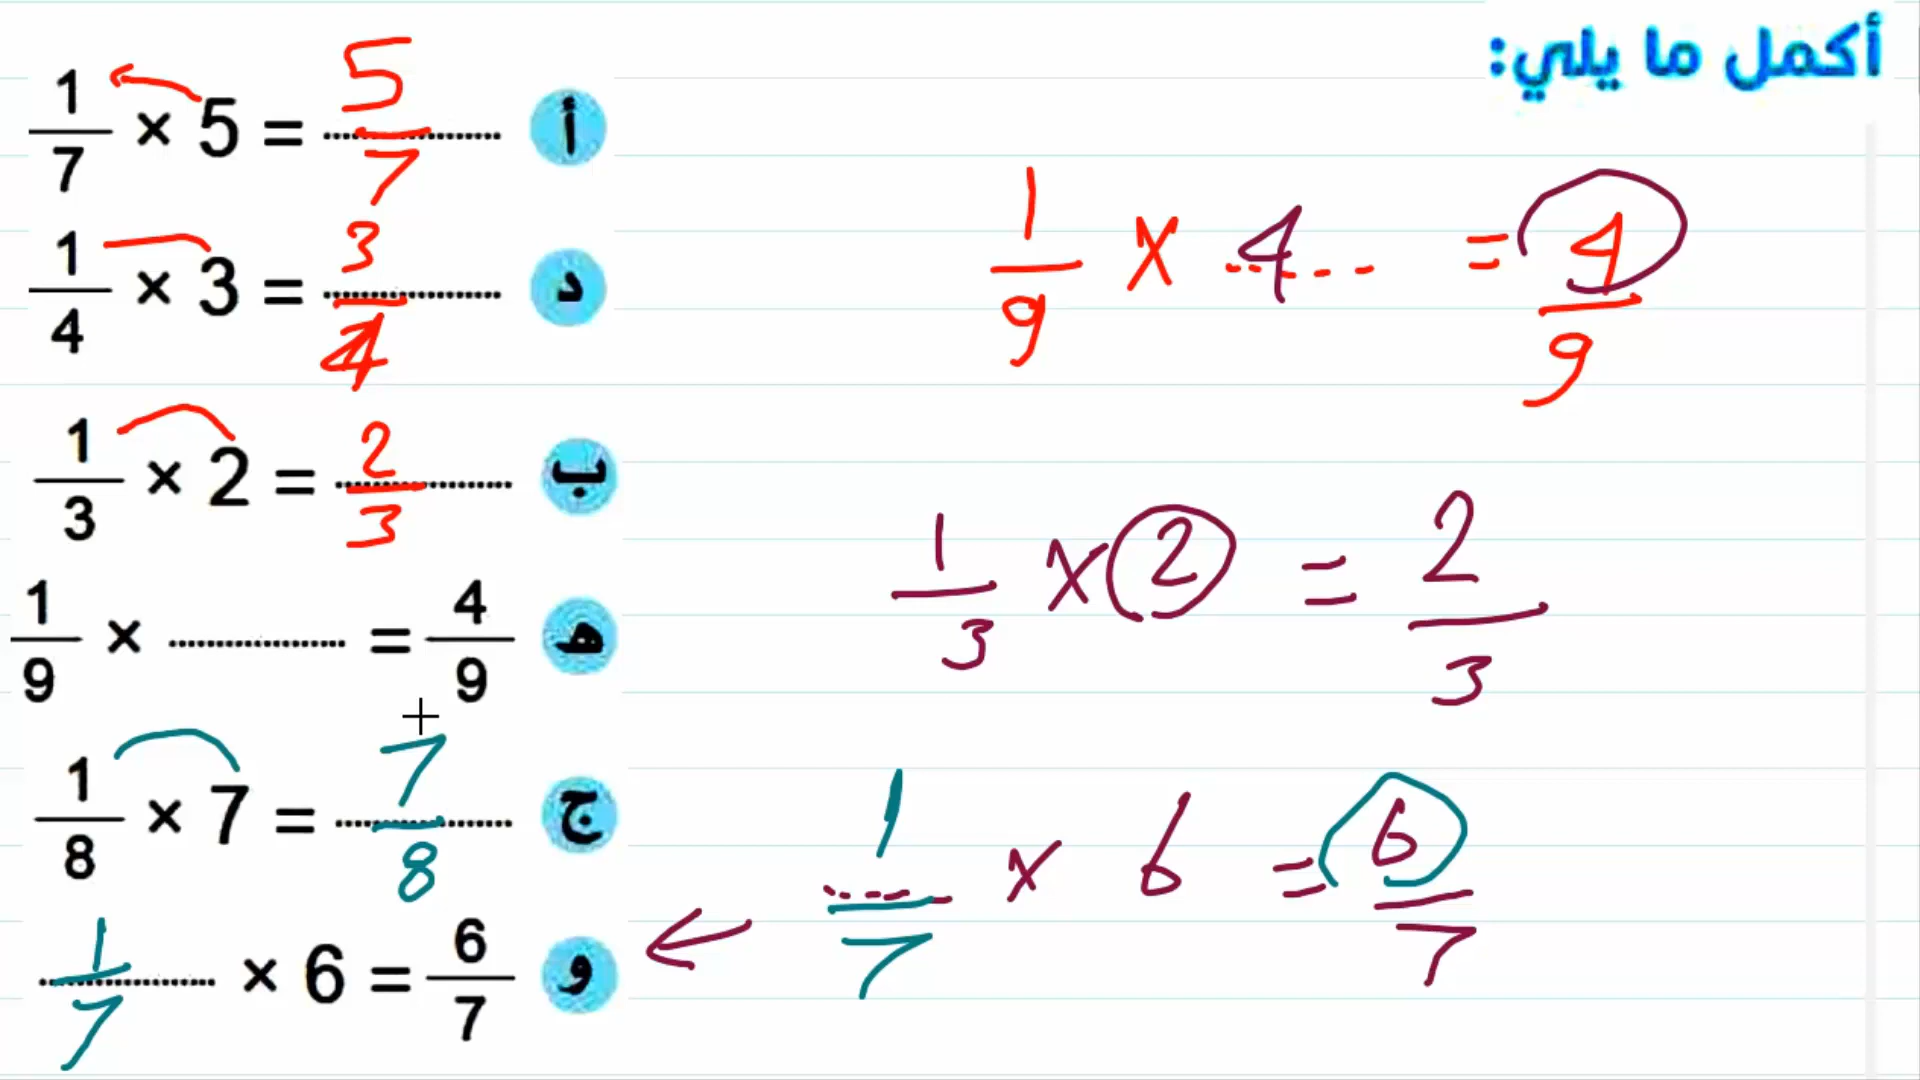 أكمل ما يلي:
1/7 × 5 = 5/7 أ
1/4 × 3 = 3/4 د
1/3 × 2 = 2/3 ب
1/9 × .......... = 4/9 هـ
1/8 × 7 = 7/8 ج
1/7 × 6 = 6/7 و
1/9 × 4 = 4/9
1/3 × 2 = 2/3
1/7 × 6 = 6/7